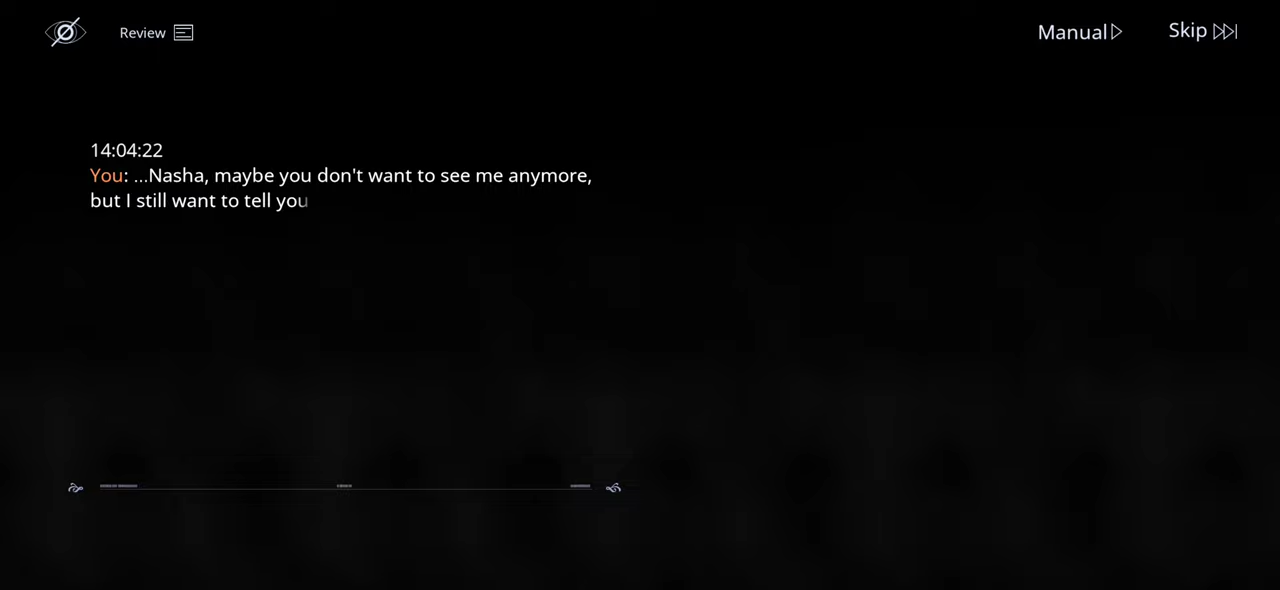 Review
Manual
Skip
14:04:22
You: ...Nasha, maybe you don't want to see me anymore,
but I still want to tell you